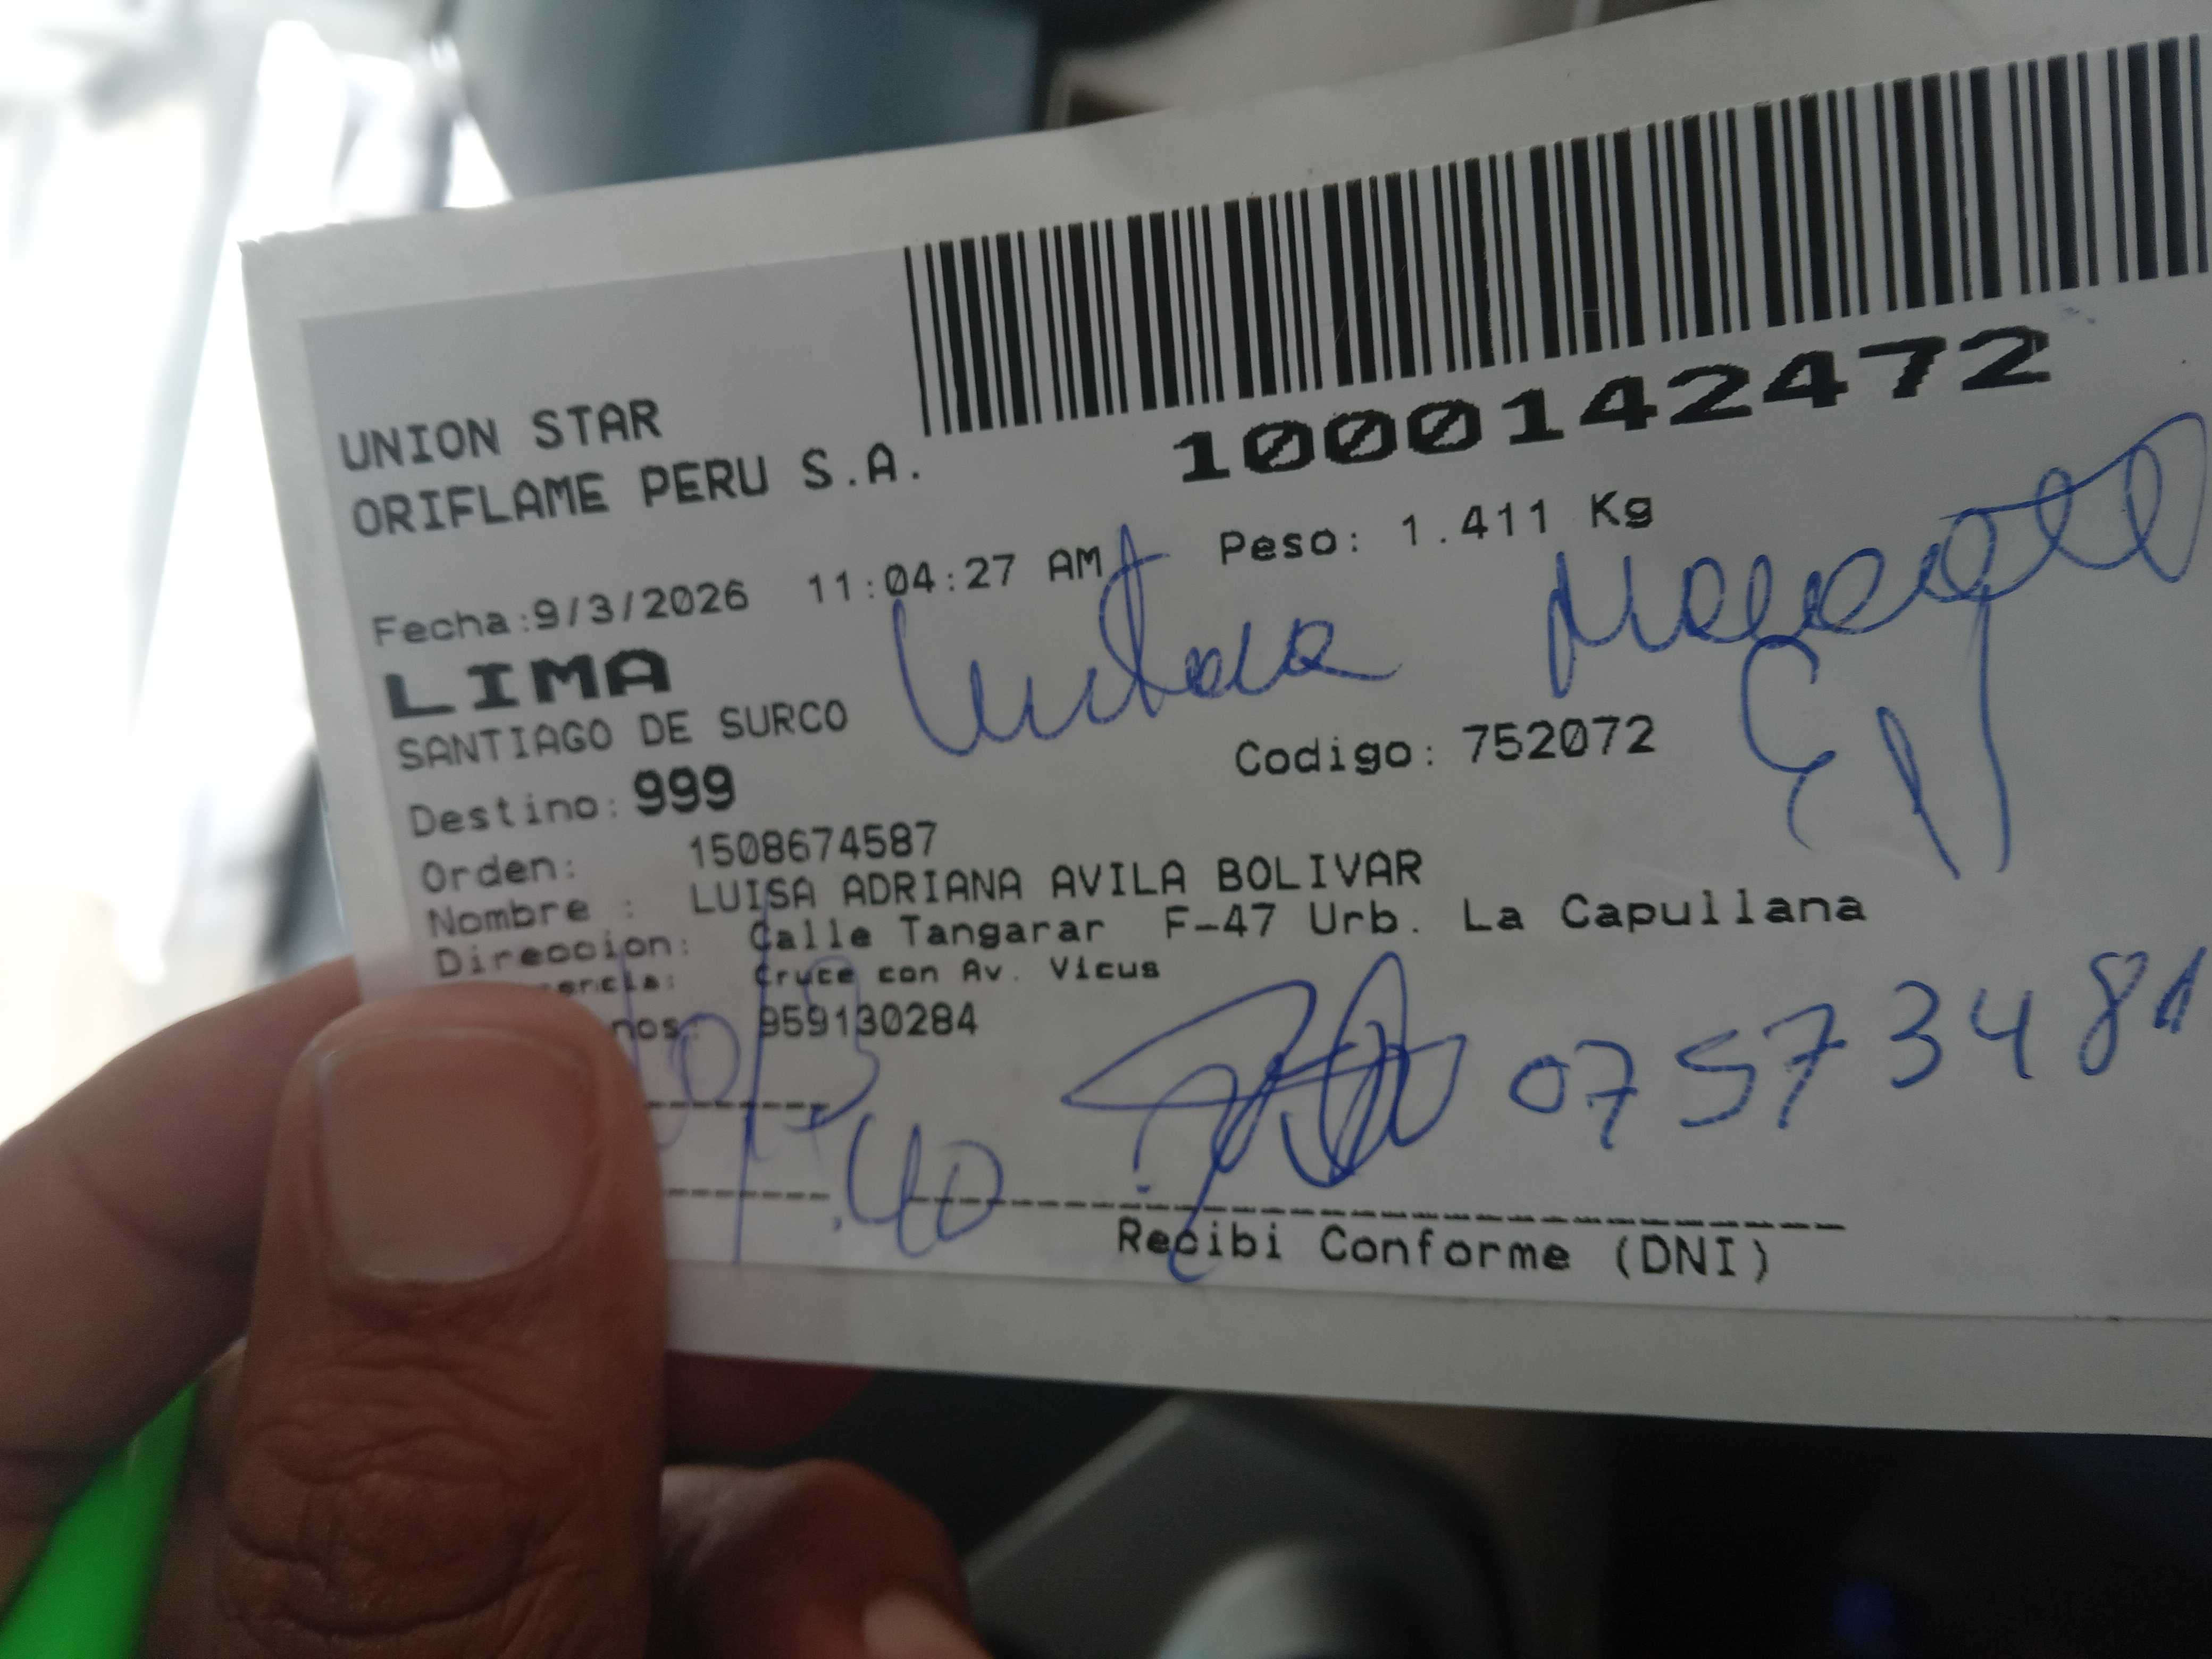 1000142472
UNION STAR
ORIFLAME PERU S.A.
Fecha:9/3/2026 11:04:27 AM Peso: 1.411 Kg
LIMA
SANTIAGO DE SURCO
Destino: 999 Codigo: 752072
Orden: 1508674587
Nombre : LUISA ADRIANA AVILA BOLIVAR
Direccion: Calle Tangarar F-47 Urb. La Capullana
Cruce con Av. Vicus
959130284
07573481
.40
Recibi Conforme (DNI)